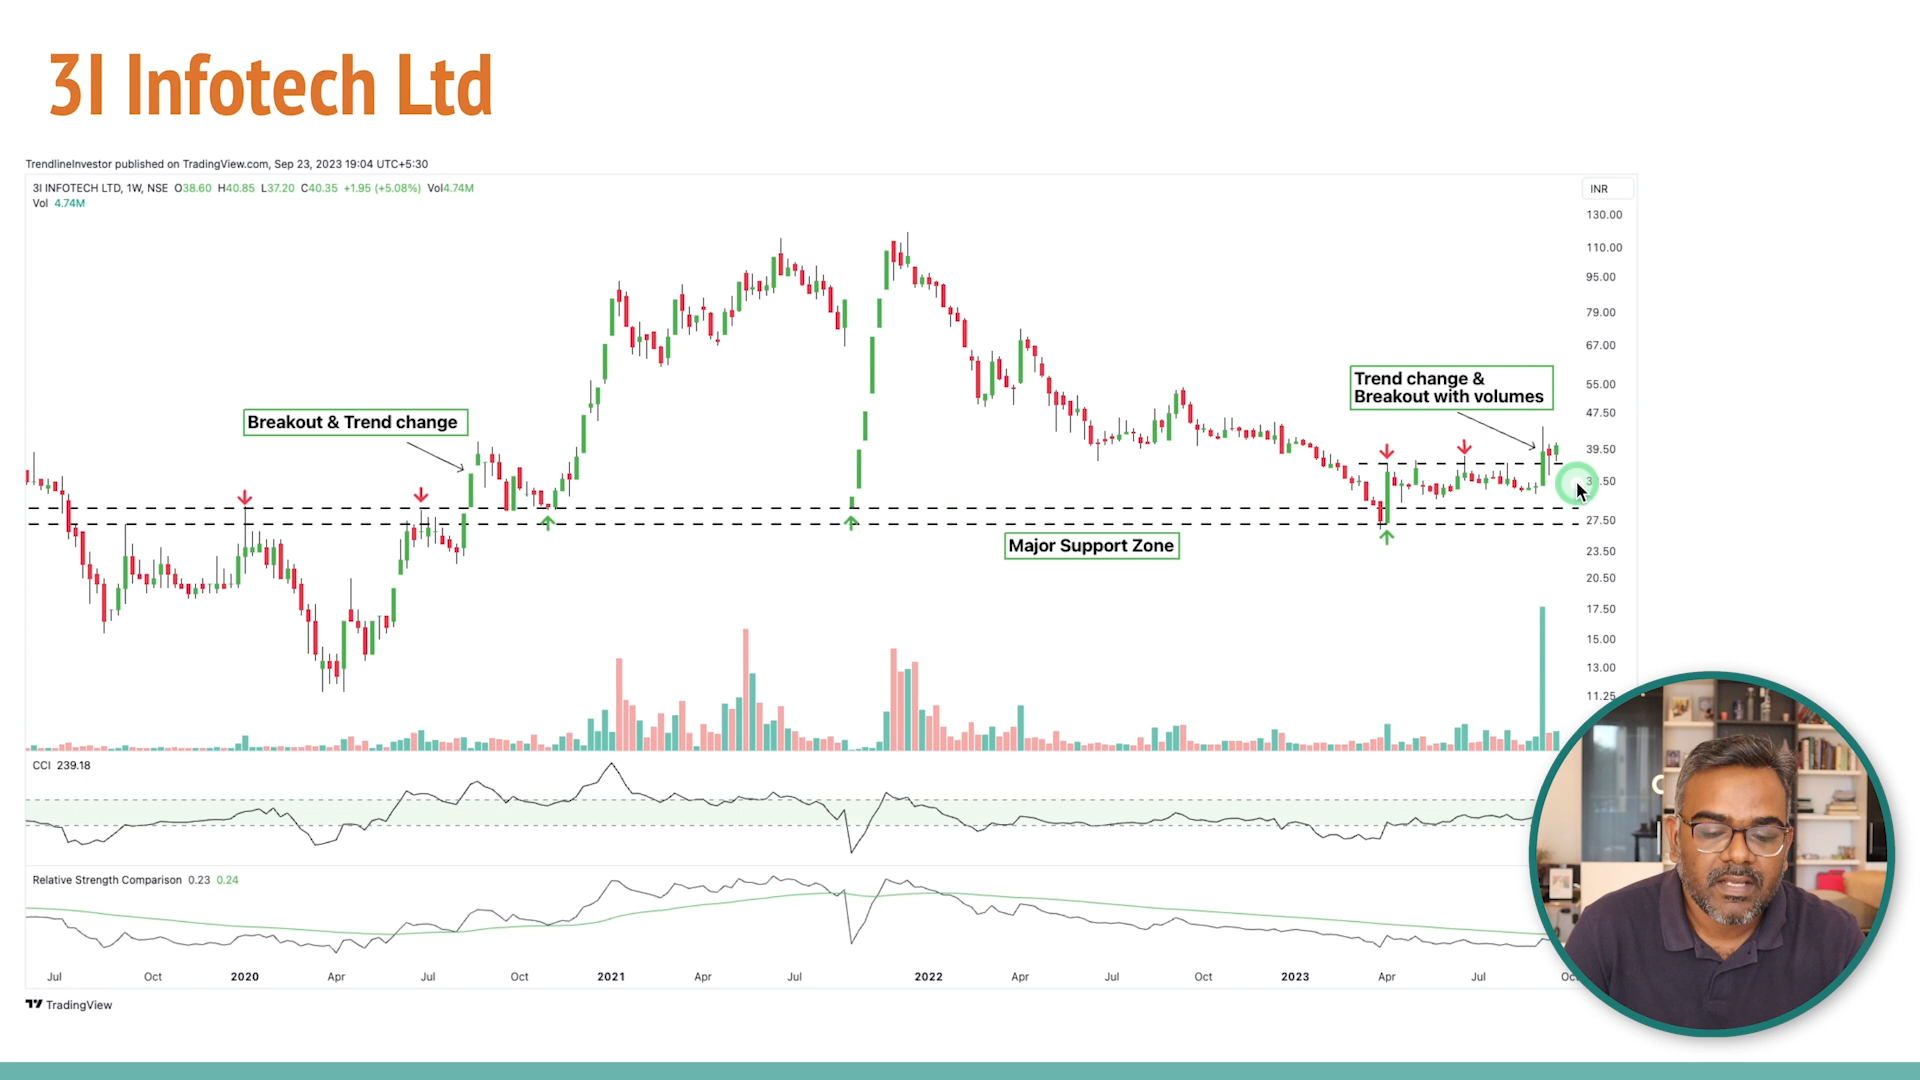 3I Infotech Ltd
TrendlineInvestor published on TradingView.com, Sep 23, 2023 19:04 UTC+5:30
3I INFOTECH LTD, 1W, NSE O38.60 H40.85 L37.20 C40.35 +1.95 (+5.08%) Vol4.74M
Vol 4.74M
INR
130.00
110.00
95.00
79.00
67.00
55.00
47.50
39.50
27.50
23.50
20.50
17.50
15.00
13.00
11.25
Trend change &
Breakout with volumes
Breakout & Trend change
Major Support Zone
CCI 239.18
Relative Strength Comparison 0.23 0.24
Jul Oct 2020 Apr Jul Oct 2021 Apr Jul 2022 Apr Jul Oct 2023 Apr Jul
TradingView